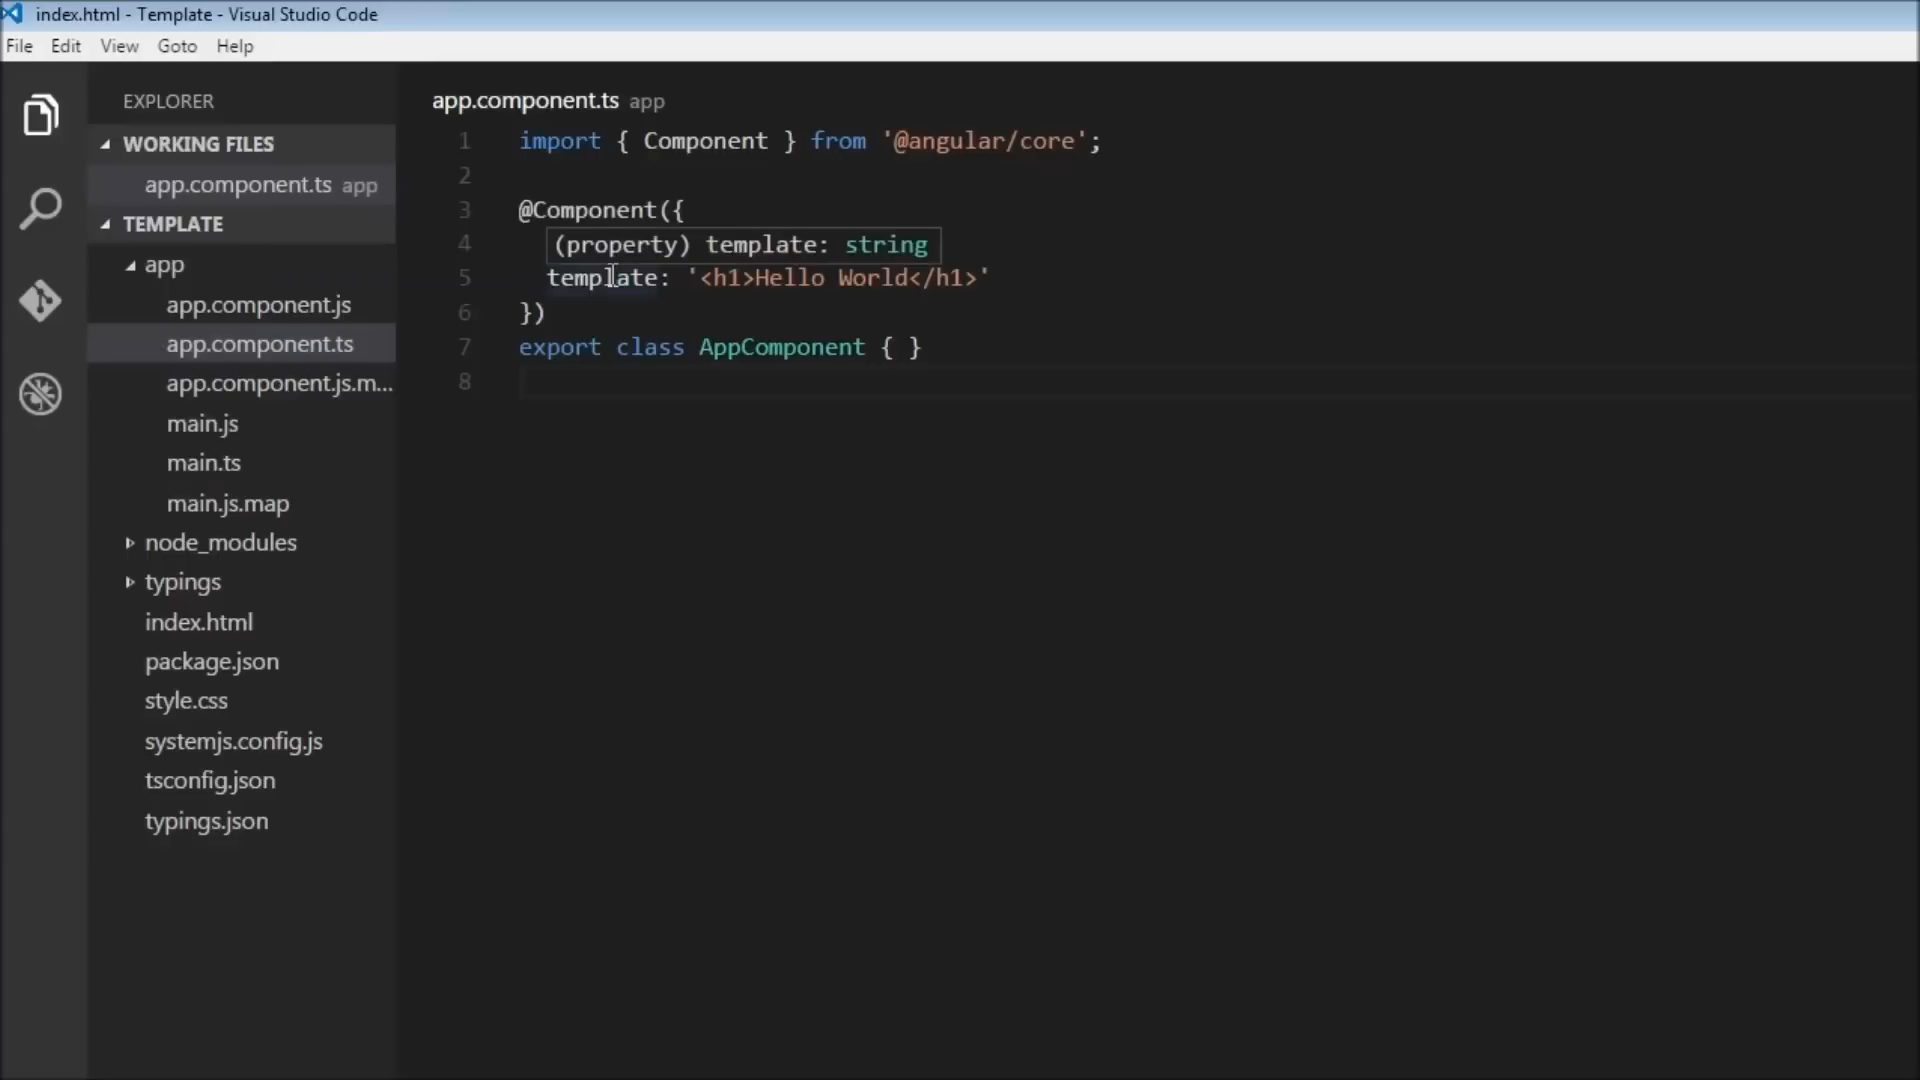 index.html - Template - Visual Studio Code
File Edit View Goto Help
EXPLORER
WORKING FILES
app.component.ts app
TEMPLATE
app
app.component.js
app.component.ts
app.component.js.m...
main.js
main.ts
main.js.map
node_modules
typings
index.html
package.json
style.css
systemjs.config.js
tsconfig.json
typings.json
app.component.ts app
1 import { Component } from '@angular/core';
2
3 @Component({
4 (property) template: string
5 template: '<h1>Hello World</h1>'
6 })
7 export class AppComponent { }
8